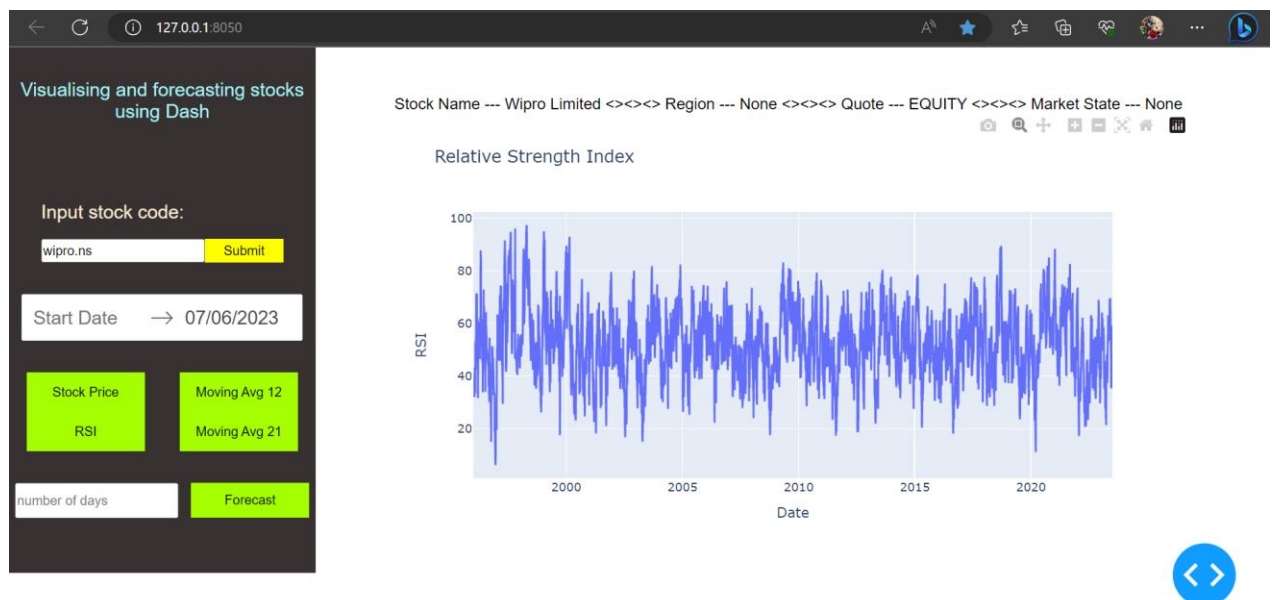 127.0.0.1:8050
Visualising and forecasting stocks
using Dash
Input stock code:
wipro.ns
Submit
Start Date → 07/06/2023
Stock Price
Moving Avg 12
RSI
Moving Avg 21
number of days
Forecast
Stock Name --- Wipro Limited <><><> Region --- None <><><> Quote --- EQUITY <><><> Market State --- None
Relative Strength Index
100
80
60
40
20
RSI
2000 2005 2010 2015 2020
Date